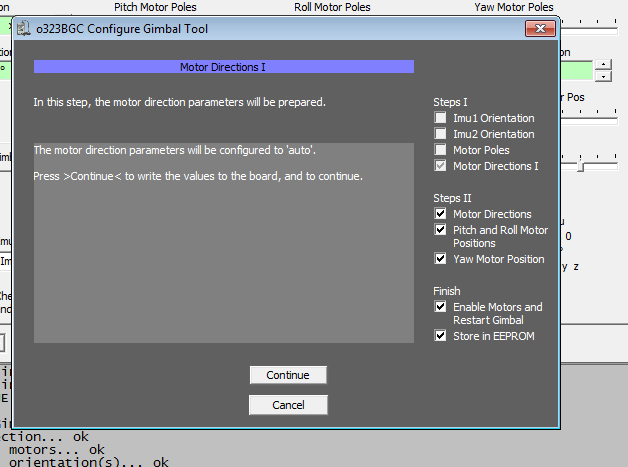 Pitch Motor Poles
Roll Motor Poles
Yaw Motor Poles
o323BGC Configure Gimbal Tool
Motor Directions I
In this step, the motor direction parameters will be prepared.
The motor direction parameters will be configured to 'auto'.
Press >Continue< to write the values to the board, and to continue.
Steps I
Imu1 Orientation
Imu2 Orientation
Motor Poles
Motor Directions I
Steps II
Motor Directions
Pitch and Roll Motor
Positions
Yaw Motor Position
Finish
Enable Motors and
Restart Gimbal
Store in EEPROM
Continue
Cancel
on
Pos
0
y z
ection... ok
motors... ok
orientation(s)... ok